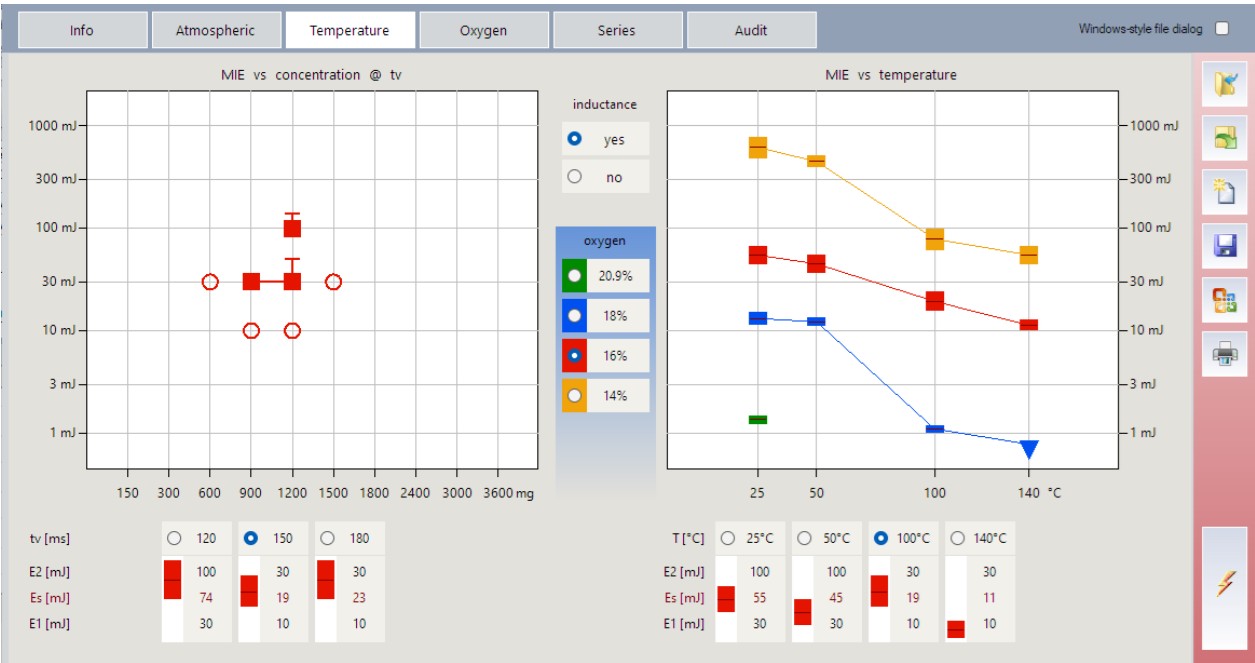 Info Atmospheric Temperature Oxygen Series Audit Windows-style file dialog
MIE vs concentration @ tv
1000 mJ
300 mJ
100 mJ
30 mJ
10 mJ
3 mJ
1 mJ
150 300 600 900 1200 1500 1800 2400 3000 3600 mg
inductance
yes
no
oxygen
20.9%
18%
16%
14%
MIE vs temperature
1000 mJ
300 mJ
100 mJ
30 mJ
10 mJ
3 mJ
1 mJ
25 50 100 140 °C
tv [ms] 120 150 180
E2 [mJ] 100 30 30
Es [mJ] 74 19 23
E1 [mJ] 30 10 10
T [°C] 25°C 50°C 100°C 140°C
E2 [mJ] 100 100 30 30
Es [mJ] 55 45 19 11
E1 [mJ] 30 30 10 10